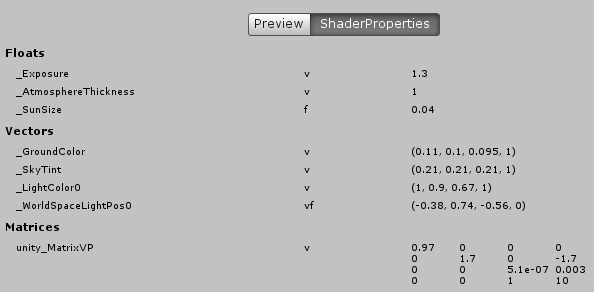 Preview ShaderProperties
Floats
_Exposure v 1.3
_AtmosphereThickness v 1
_SunSize f 0.04
Vectors
_GroundColor v (0.11, 0.1, 0.095, 1)
_SkyTint v (0.21, 0.21, 0.21, 1)
_LightColor0 v (1, 0.9, 0.67, 1)
_WorldSpaceLightPos0 vf (-0.38, 0.74, -0.56, 0)
Matrices
unity_MatrixVP v 0.97 0 0 0
0 1.7 0 -1.7
0 0 5.1e-07 0.003
0 0 1 10